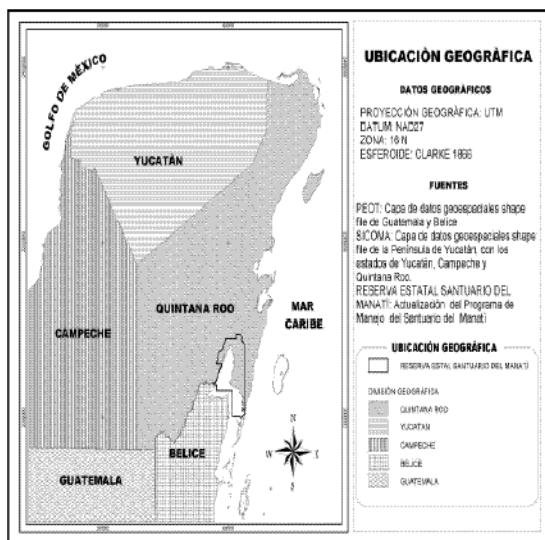 GOLFO DE MÉXICO
YUCATÁN
CAMPECHE
QUINTANA ROO
MAR
CARIBE
BELICE
GUATEMALA
N
W
E
S
UBICACIÓN GEOGRÁFICA
DATOS GEOGRÁFICOS
PROYECCIÓN GEOGRÁFICA: UTM
DATUM: NAD27
ZONA: 16 N
ESFEROIDE: CLARKE 1866
FUENTES
PEOT: Capa de datos geoespaciales shape
file de Guatemala y Belice
SICOMA: Capa de datos geoespaciales shape
file de la Península de Yucatán, con los
estados de Yucatán, Campeche y
Quintana Roo.
RESERVA ESTATAL SANTUARIO DEL
MANATÍ: Actualización del Programa de
Manejo del Santuario del Manatí
UBICACIÓN GEOGRÁFICA
RESERVA ESTAL SANTUARIO DEL MANATÍ
DIVISIÓN GEOGRÁFICA
QUINTANA ROO
YUCATÁN
CAMPECHE
BELICE
GUATEMALA